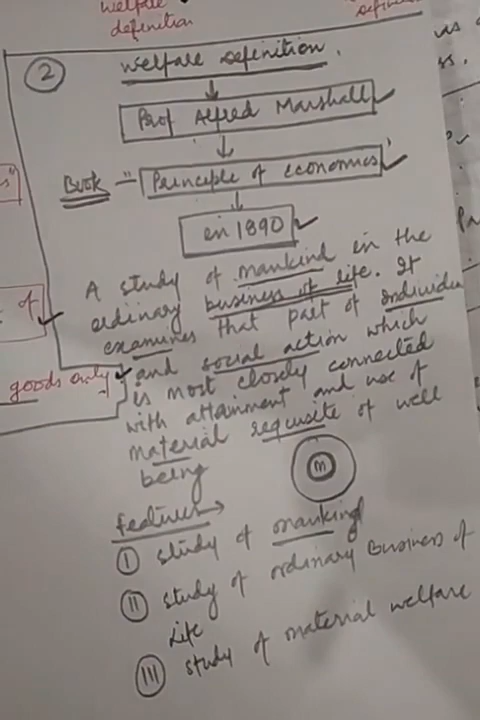 welfare
definition
definition
② welfare definition.
Prof Alfred Marshall
Book - "Principle of economics"
in 1890
A study of mankind in the
ordinary business of life. It
examines that part of individual
and social action which
is most closely connected
with attainment and use of
material requisite of well
being
of
goods only
m
features →
Ⓘ study of mankind
Ⅱ study of ordinary Business of
Life
Ⅲ study of material welfare